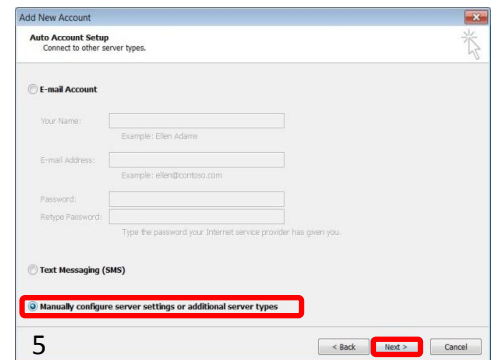 Add New Account
Auto Account Setup
Connect to other server types.
E-mail Account
Your Name:
Example: Ellen Adams
E-mail Address:
Example: ellen@contoso.com
Password:
Retype Password:
Type the password your Internet service provider has given you.
Text Messaging (SMS)
Manually configure server settings or additional server types
5
< Back
Next >
Cancel